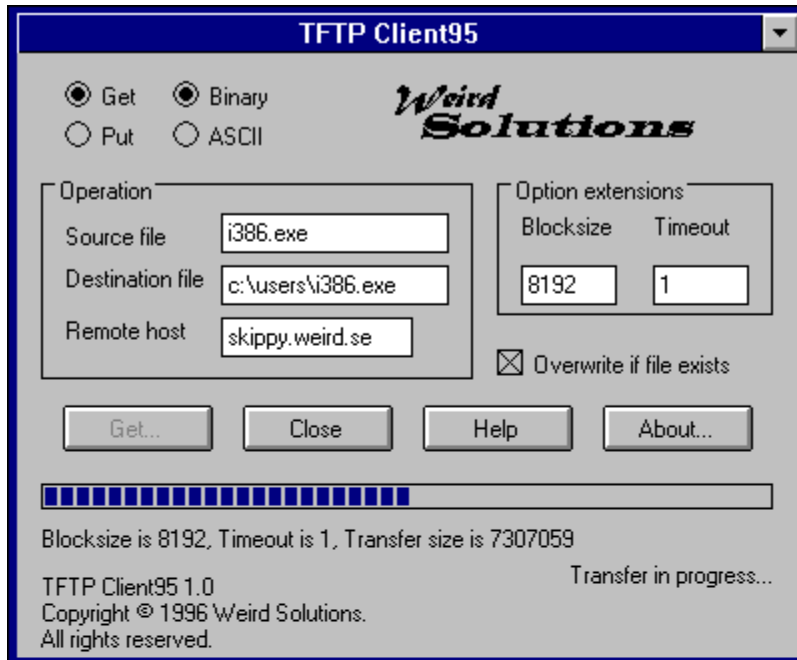 TFTP Client95
Get Binary
Put ASCII
Weird
Solutions
Operation
Source file i386.exe
Destination file c:\users\i386.exe
Remote host skippy.weird.se
Option extensions
Blocksize Timeout
8192 1
Overwrite if file exists
Get... Close Help About...
Blocksize is 8192, Timeout is 1, Transfer size is 7307059
Transfer in progress...
TFTP Client95 1.0
Copyright © 1996 Weird Solutions.
All rights reserved.